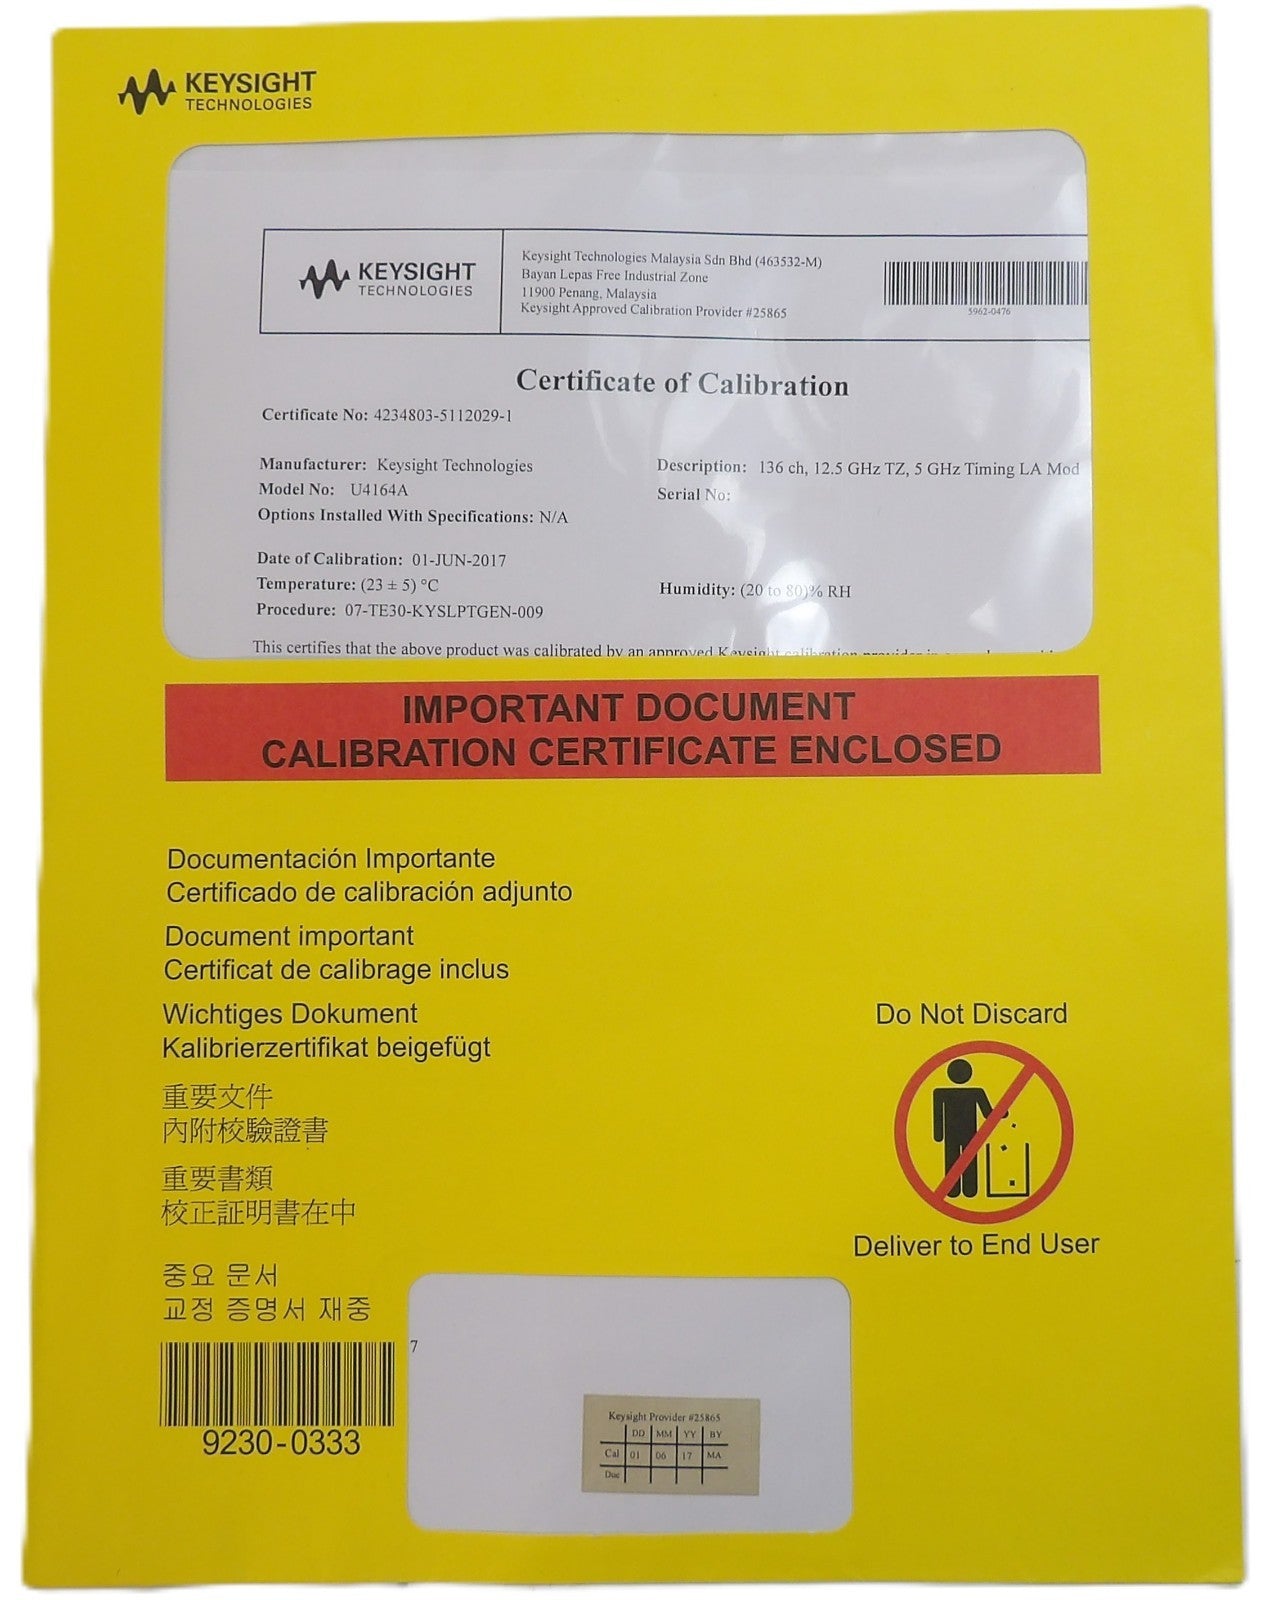 KEYSIGHT
TECHNOLOGIES
KEYSIGHT
TECHNOLOGIES
Keysight Technologies Malaysia Sdn Bhd (463532-M)
Bayan Lepas Free Industrial Zone
11900 Penang, Malaysia
Keysight Approved Calibration Provider #25865
5962-0476
Certificate of Calibration
Certificate No: 4234803-5112029-1
Manufacturer: Keysight Technologies
Description: 136 ch, 12.5 GHz TZ, 5 GHz Timing LA Mod
Model No: U4164A
Serial No:
Options Installed With Specifications: N/A
Date of Calibration: 01-JUN-2017
Temperature: (23 ± 5) °C
Humidity: (20 to 80)% RH
Procedure: 07-TE30-KYSLPTGEN-009
This certifies that the above product was calibrated by an approved Keysight calibration provider in
IMPORTANT DOCUMENT
CALIBRATION CERTIFICATE ENCLOSED
Documentación Importante
Certificado de calibración adjunto
Document important
Certificat de calibrage inclus
Wichtiges Dokument
Kalibrierzertifikat beigefügt
重要文件
內附校驗證書
重要書類
校正証明書在中
중요 문서
교정 증명서 재중
9230-0333
Do Not Discard
Deliver to End User
7
Keysight Provider #25865
DD MM YY BY
Cal 01 06 17 MA
Due